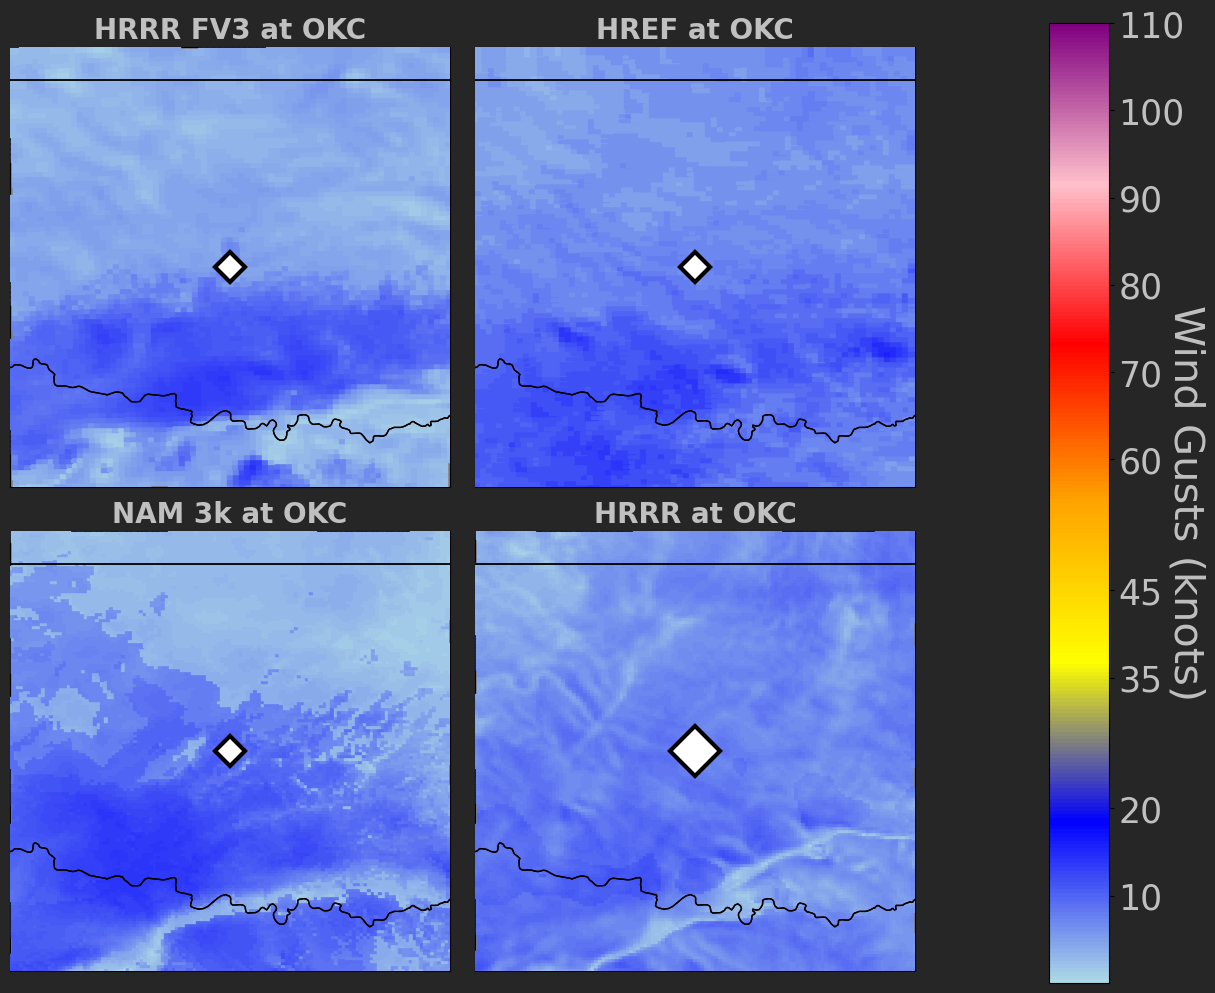 HRRR FV3 at OKC
HREF at OKC
NAM 3k at OKC
HRRR at OKC
110
100
90
80
70
60
45
35
20
10
Wind Gusts (knots)